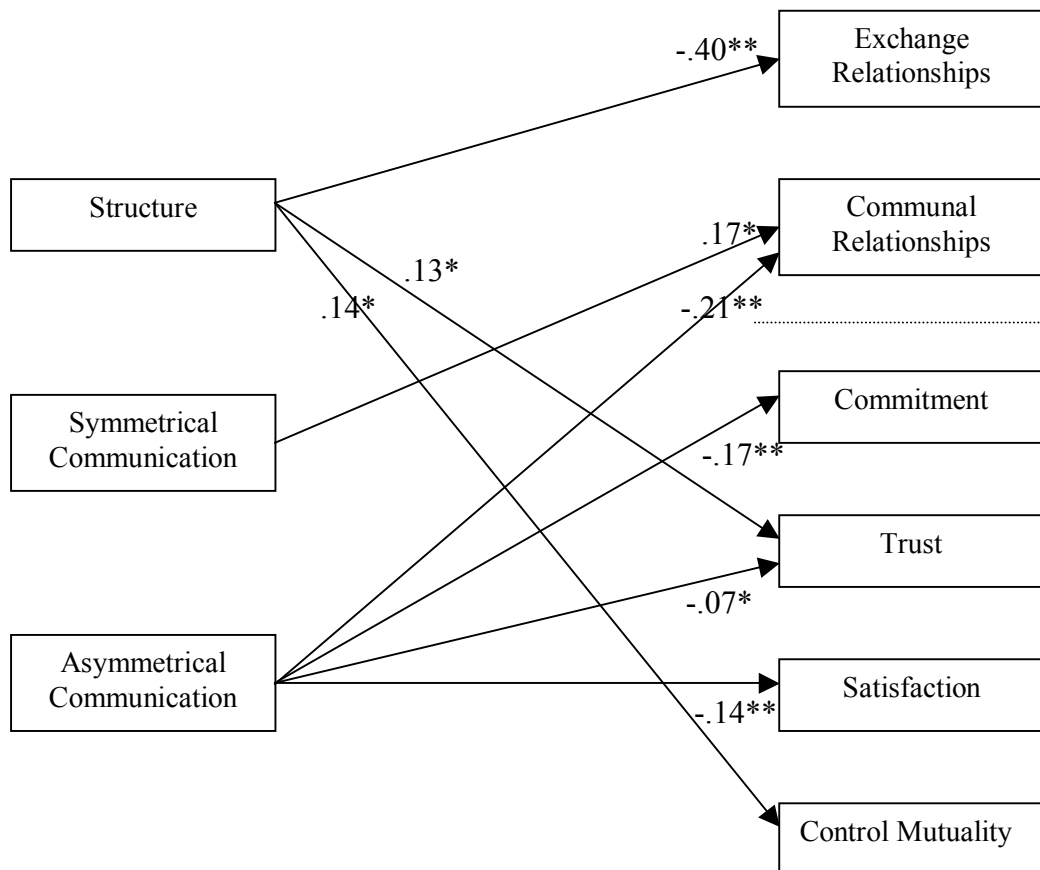 Exchange
Relationships
-.40**
Structure
Communal
Relationships
.17*
.13*
.14*
-.21**
Symmetrical
Communication
Commitment
-.17**
Trust
-.07*
Asymmetrical
Communication
Satisfaction
-.14**
Control Mutuality